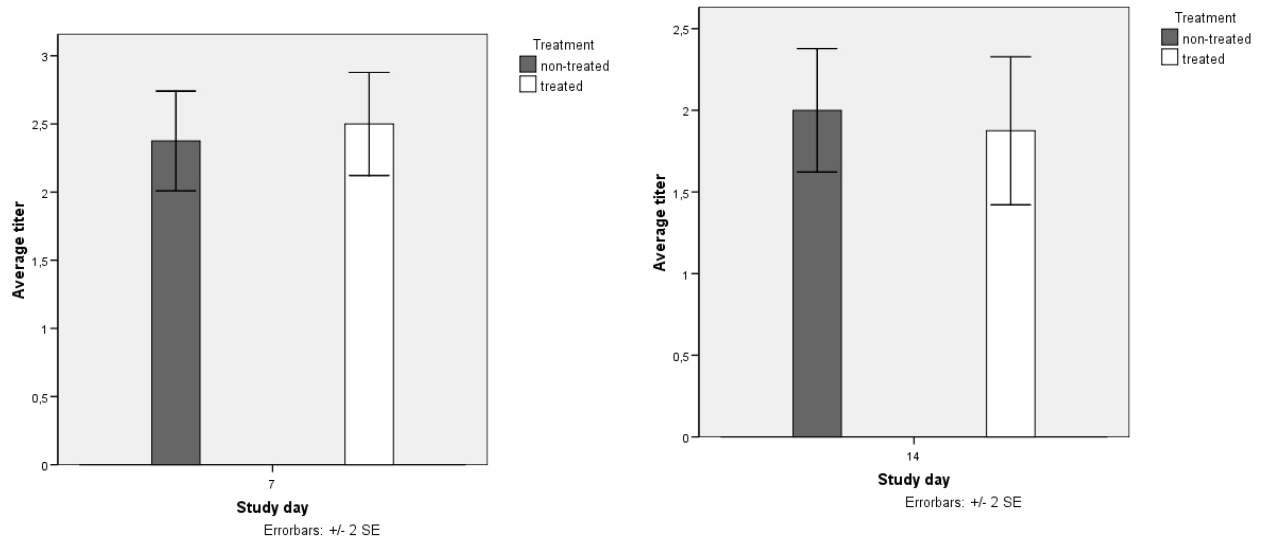 Average titer
3
2,5
2
1,5
1
0,5
0
7
Study day
Errorbars: +/- 2 SE
Treatment
non-treated
treated
Average titer
2,5
2
1,5
1
0,5
0
14
Study day
Errorbars: +/- 2 SE
Treatment
non-treated
treated